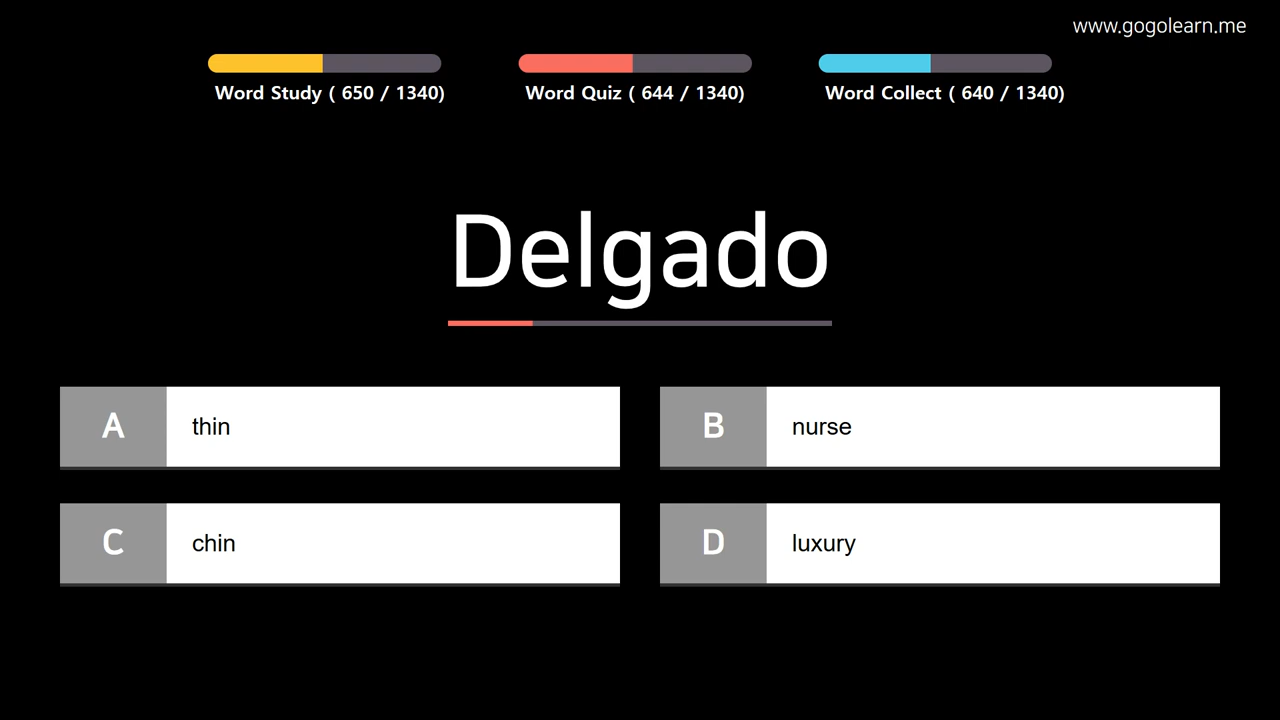 www.gogolearn.me
Word Study ( 650 / 1340)
Word Quiz ( 644 / 1340)
Word Collect ( 640 / 1340)
Delgado
A thin
B nurse
C chin
D luxury